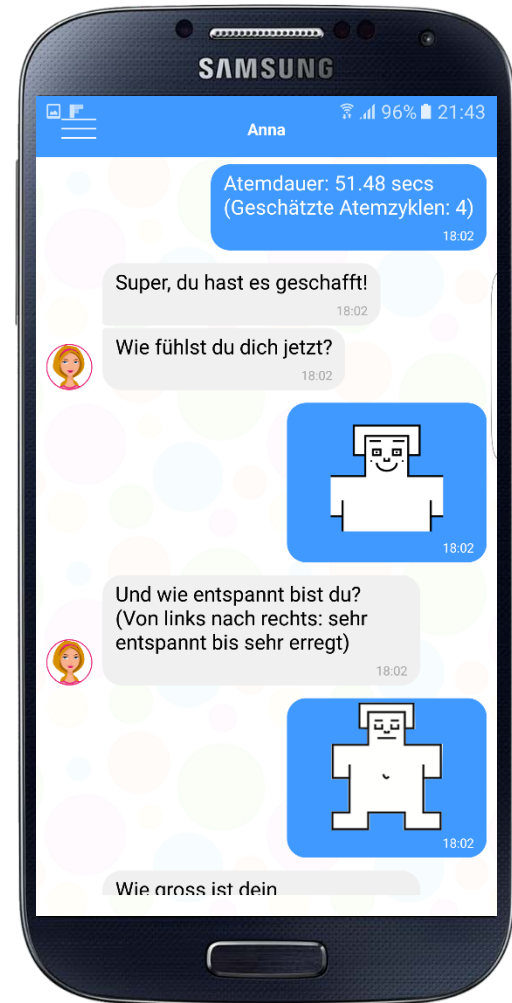 SAMSUNG
96% 21:43
Anna
Atemdauer: 51.48 secs
(Geschätzte Atemzyklen: 4)
18:02
Super, du hast es geschafft!
18:02
Wie fühlst du dich jetzt?
18:02
18:02
Und wie entspannt bist du?
(Von links nach rechts: sehr
entspannt bis sehr erregt)
18:02
18:02
Wie gross ist dein